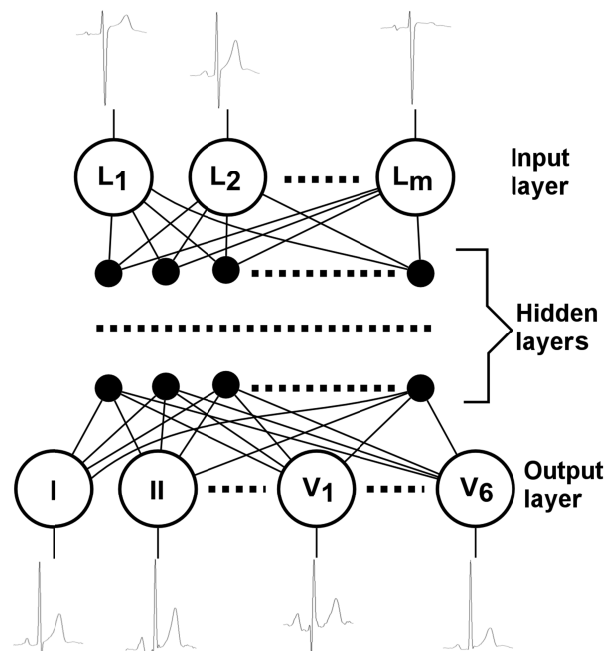 L1 L2 Lm
Input
layer
Hidden
layers
I II V1 V6
Output
layer